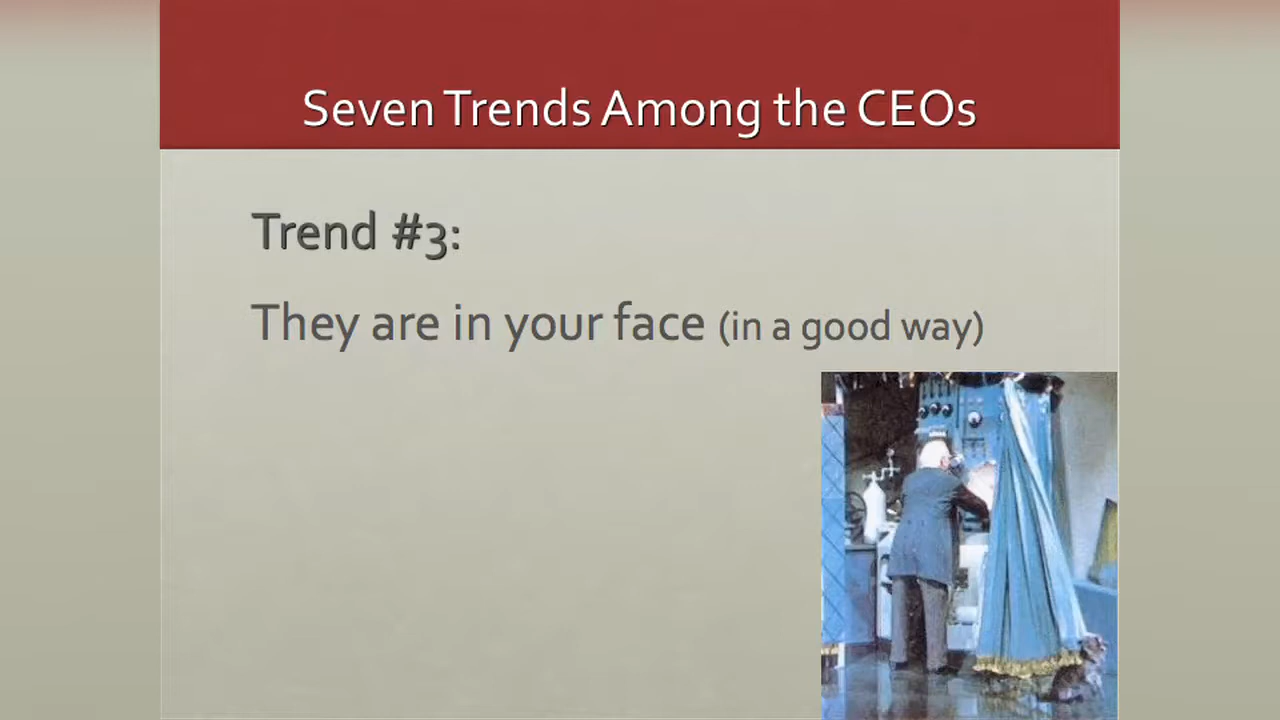 Seven Trends Among the CEOs
Trend #3:
They are in your face (in a good way)